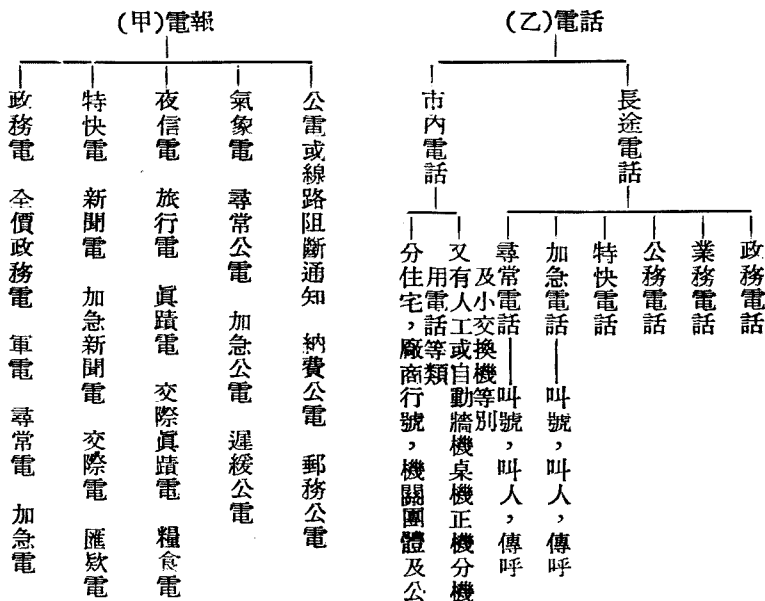 (甲)電報
政務電 全價政務電 軍電 尋常電 加急電
特快電 新聞電 加急新聞電 交際電 匯款電
夜信電 旅行電 眞蹟電 交際眞蹟電 糧食電
氣象電 尋常公電 加急公電 遲緩公電
公電或線路阻斷通知 納費公電 郵務公電
(乙)電話
市內電話
分住宅，廠商行號，機關團體及公
用電話等類
又有人工或自動牆機桌機正機分機
及小交換機等別
長途電話
尋常電話——叫號，叫人，傳呼
加急電話——叫號，叫人，傳呼
特快電話
公務電話
業務電話
政務電話